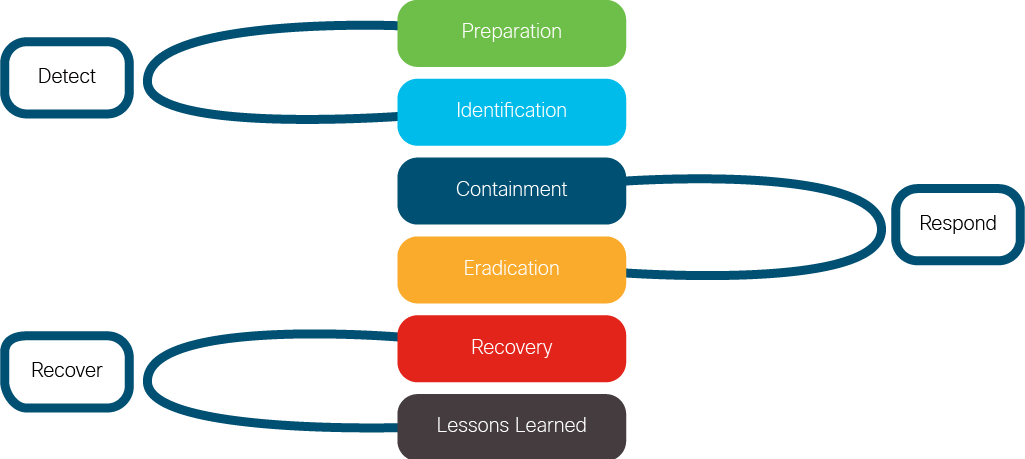 Preparation
Detect
Identification
Containment
Respond
Eradication
Recovery
Recover
Lessons Learned